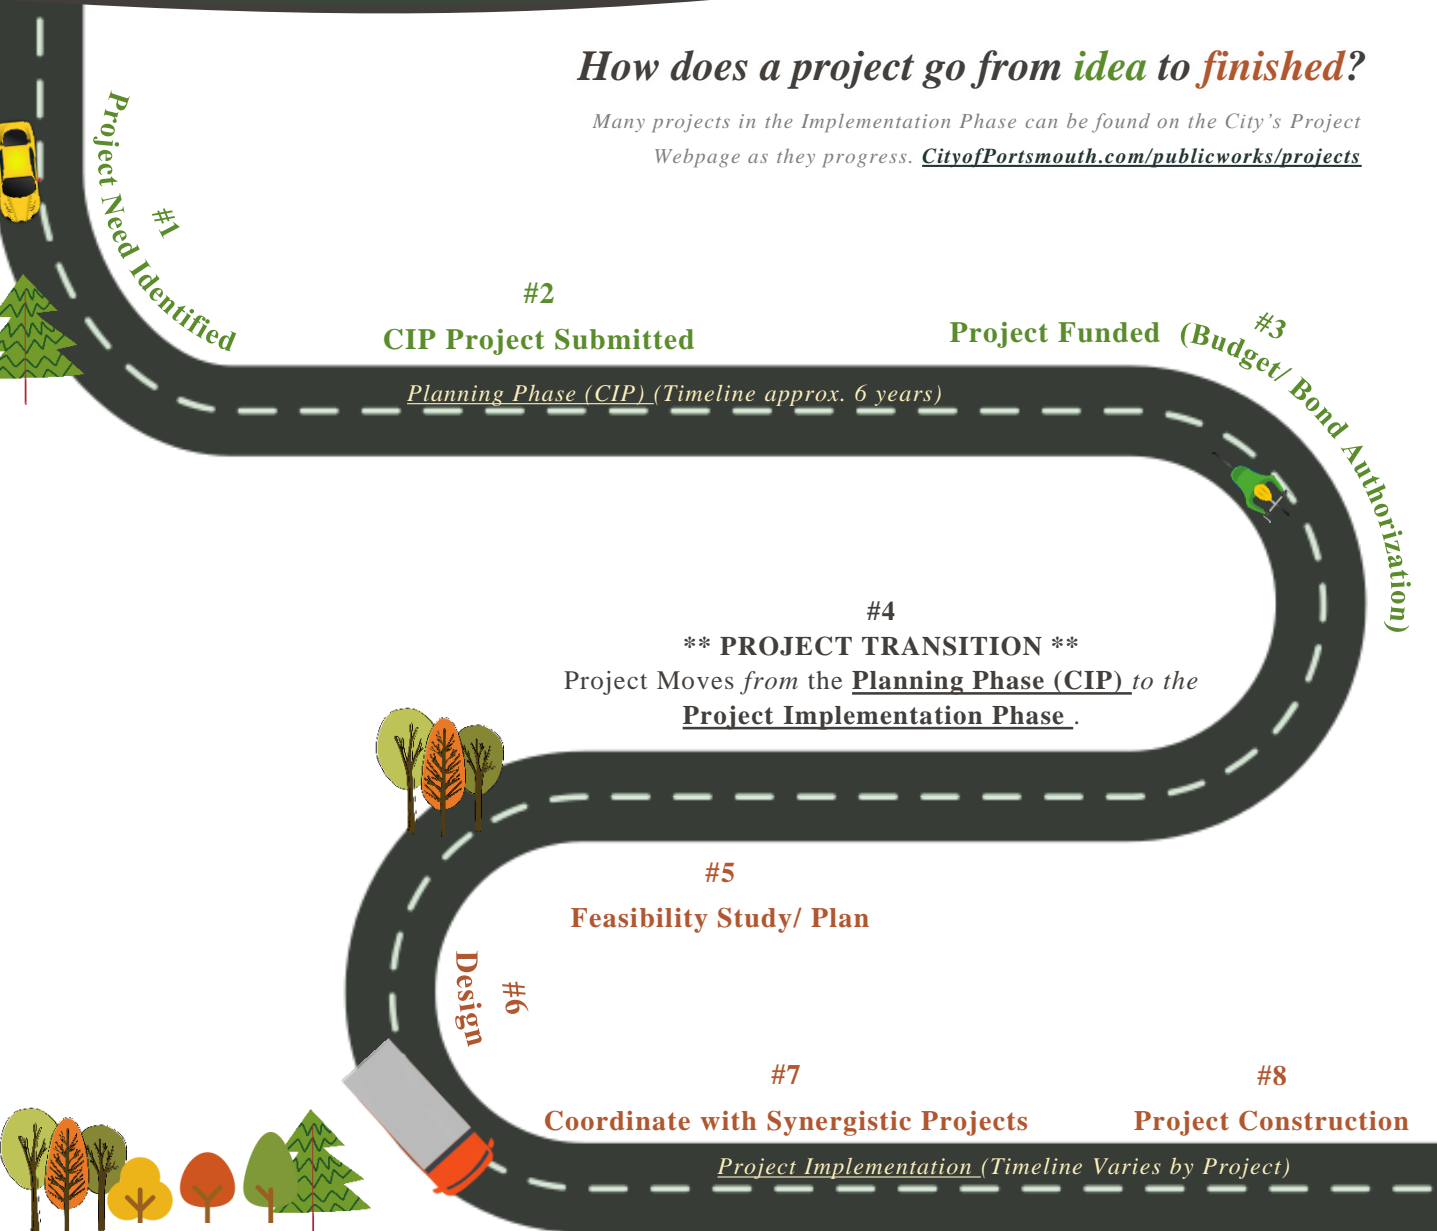 How does a project go from idea to finished?
Many projects in the Implementation Phase can be found on the City's Project
Webpage as they progress. CityofPortsmouth.com/publicworks/projects
#1
Project Need Identified
#2
CIP Project Submitted
#3
Project Funded (Budget/ Bond Authorization)
Planning Phase (CIP) (Timeline approx. 6 years)
#4
** PROJECT TRANSITION **
Project Moves from the Planning Phase (CIP) to the
Project Implementation Phase .
#5
Feasibility Study/ Plan
#6
Design
#7
Coordinate with Synergistic Projects
#8
Project Construction
Project Implementation (Timeline Varies by Project)